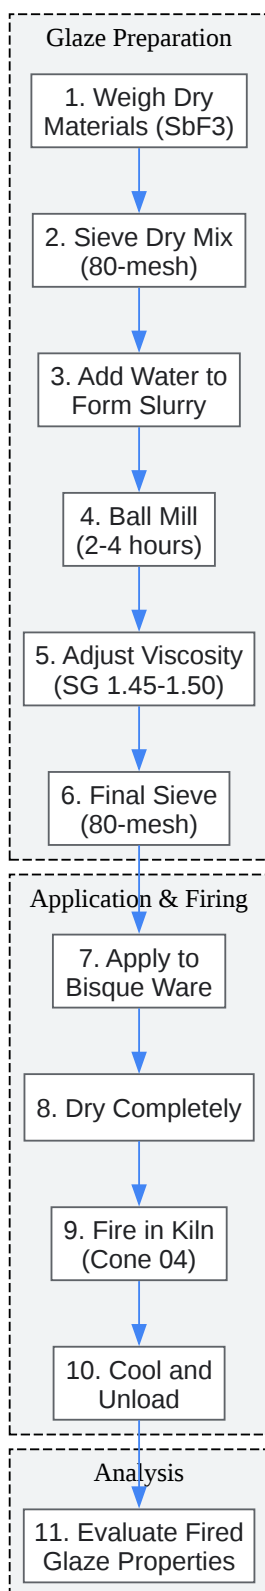 Glaze Preparation
1. Weigh Dry
Materials (SbF3)
2. Sieve Dry Mix
(80-mesh)
3. Add Water to
Form Slurry
4. Ball Mill
(2-4 hours)
5. Adjust Viscosity
(SG 1.45-1.50)
6. Final Sieve
(80-mesh)
Application & Firing
7. Apply to
Bisque Ware
8. Dry Completely
9. Fire in Kiln
(Cone 04)
10. Cool and
Unload
Analysis
11. Evaluate Fired
Glaze Properties